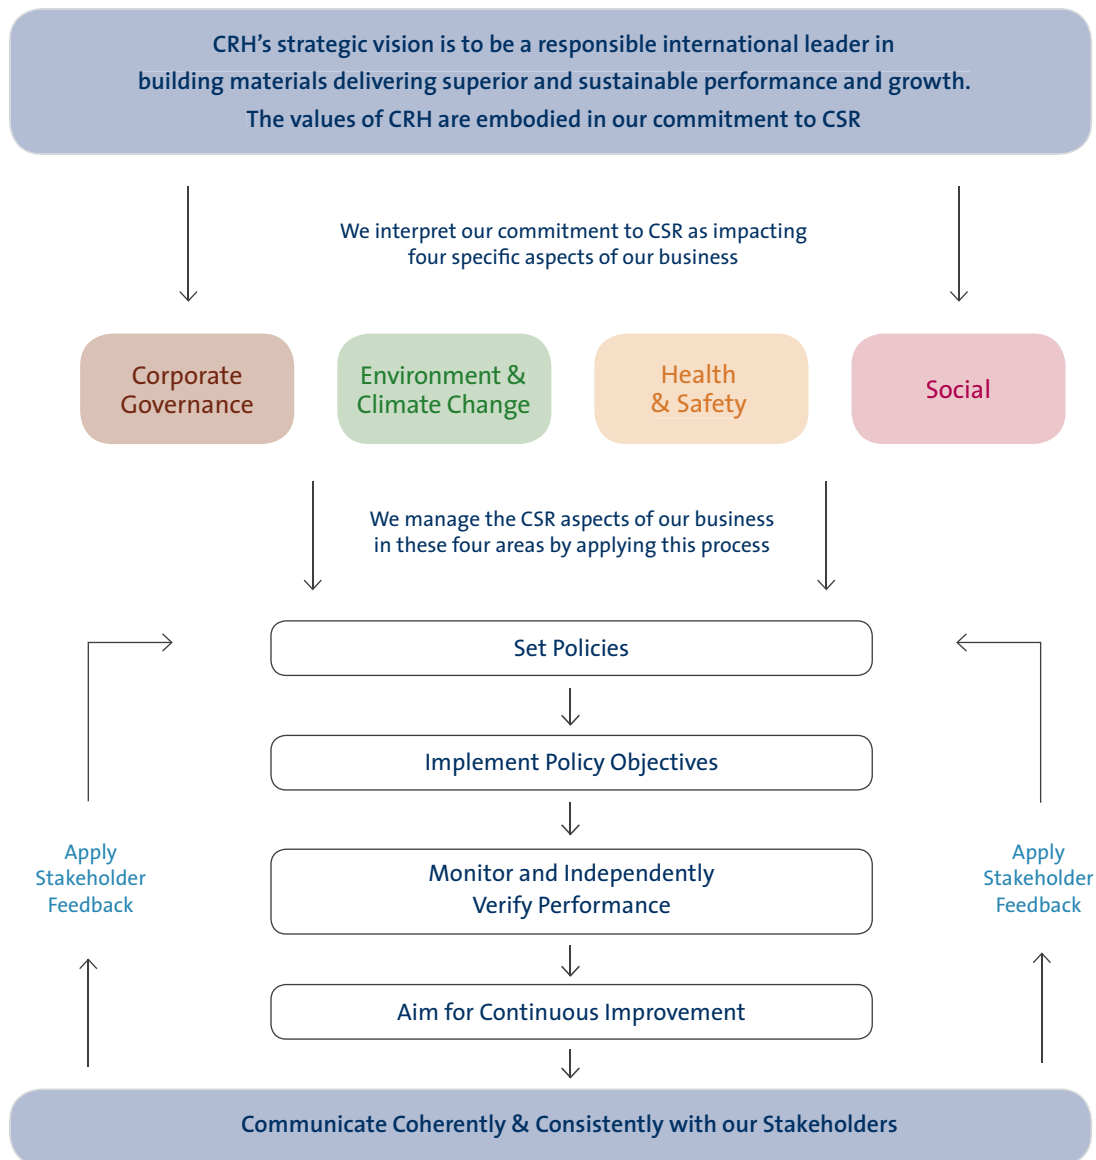 CRH’s strategic vision is to be a responsible international leader in
building materials delivering superior and sustainable performance and growth.
The values of CRH are embodied in our commitment to CSR
We interpret our commitment to CSR as impacting
four specific aspects of our business
Corporate
Governance
Environment &
Climate Change
Health
& Safety
Social
We manage the CSR aspects of our business
in these four areas by applying this process
Set Policies
Implement Policy Objectives
Monitor and Independently
Verify Performance
Aim for Continuous Improvement
Apply
Stakeholder
Feedback
Apply
Stakeholder
Feedback
Communicate Coherently & Consistently with our Stakeholders